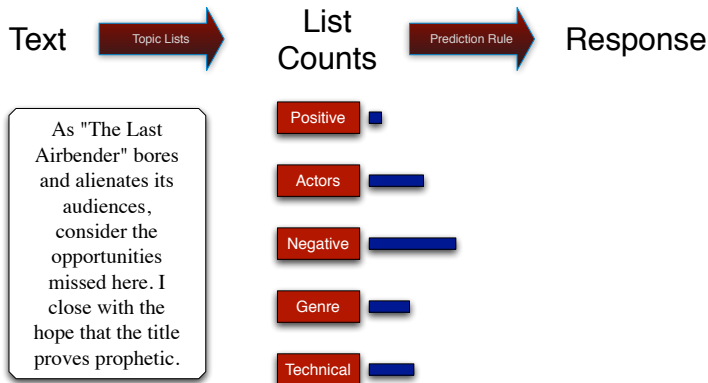 Text
Topic Lists
List
Counts
Prediction Rule
Response
As "The Last
Airbender" bores
and alienates its
audiences,
consider the
opportunities
missed here. I
close with the
hope that the title
proves prophetic.
Positive
Actors
Negative
Genre
Technical